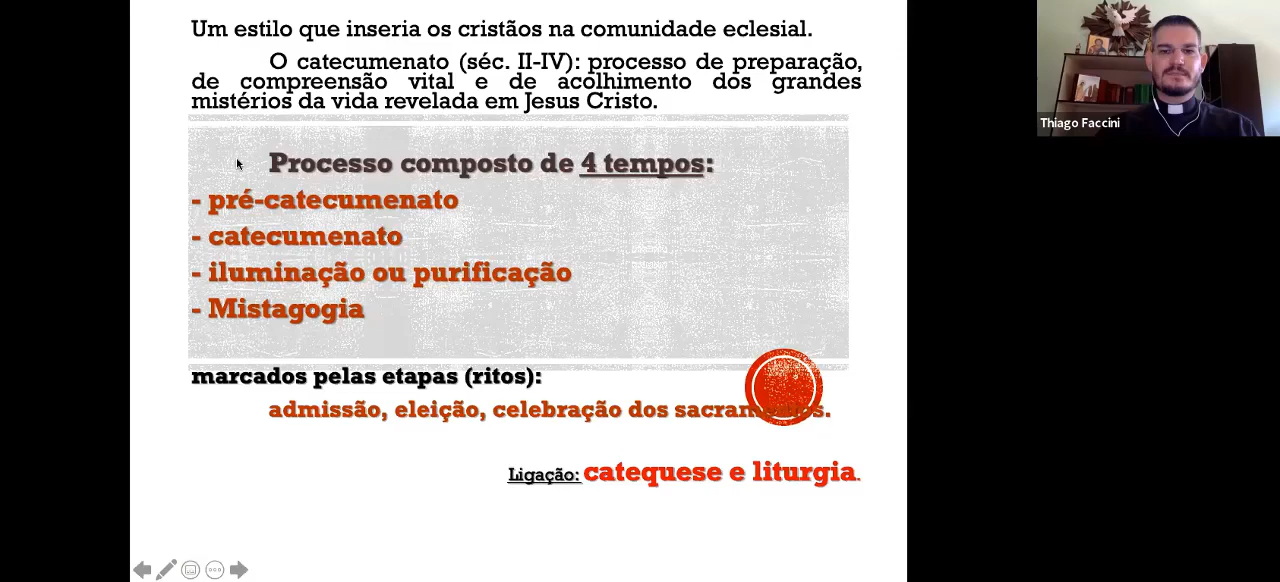 Um estilo que inseria os cristãos na comunidade eclesial.
O catecumenato (séc. II-IV): processo de preparação,
de compreensão vital e de acolhimento dos grandes
mistérios da vida revelada em Jesus Cristo.
Thiago Faccini
Processo composto de 4 tempos:
- pré-catecumenato
- catecumenato
- iluminação ou purificação
- Mistagogia
marcados pelas etapas (ritos):
admissão, eleição, celebração dos sacramentos.
Ligação: catequese e liturgia.